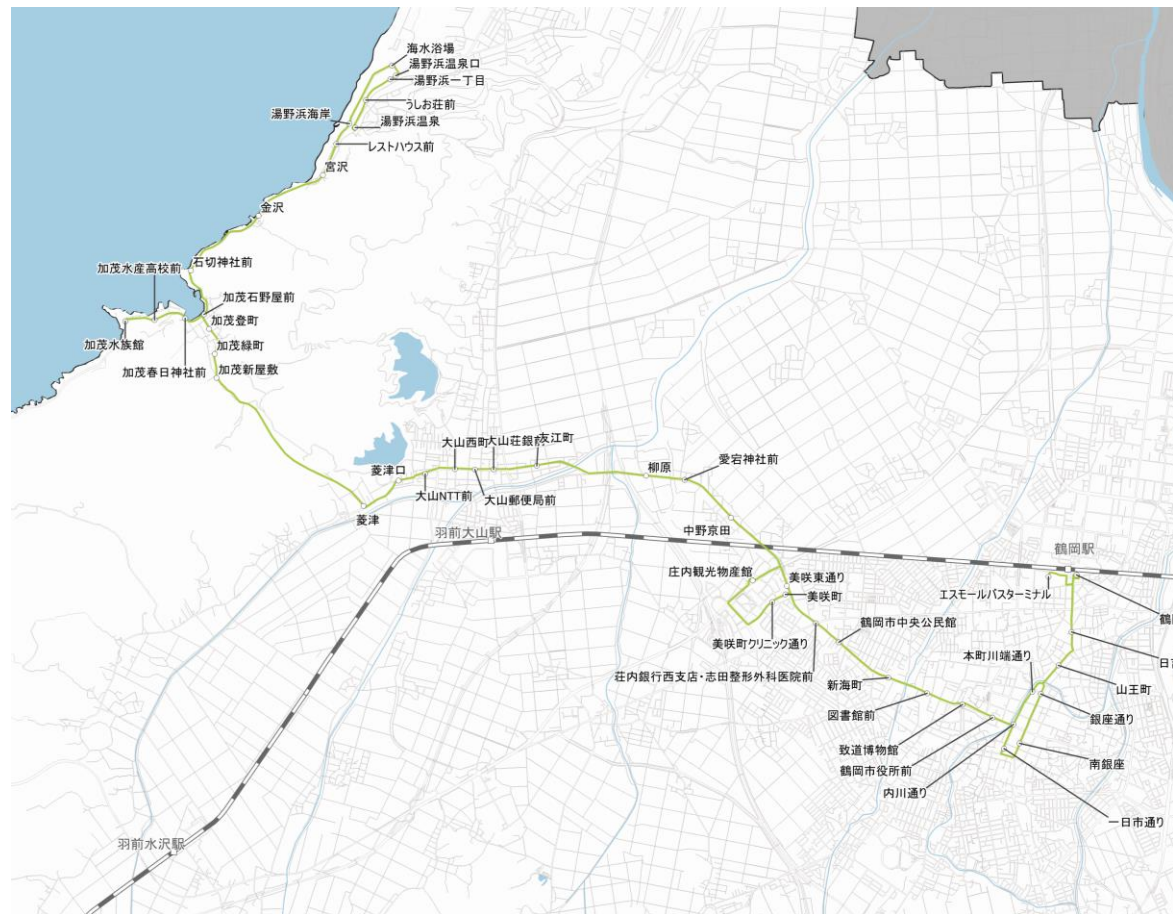 海水浴場
湯野浜温泉口
湯野浜一丁目
うしお荘前
湯野浜海岸
湯野浜温泉
レストハウス前
宮沢
金沢
石切神社前
加茂水産高校前
加茂石野屋前
加茂登町
加茂水族館
加茂緑町
加茂春日神社前
加茂新屋敷
大山西町
大山荘銀前
友江町
菱津口
柳原
愛宕神社前
大山NTT前
大山郵便局前
菱津
中野京田
羽前大山駅
鶴岡駅
庄内観光物産館
美咲東通り
エスモールバスターミナル
美咲町
鶴
鶴岡市中央公民館
美咲町クリニック通り
本町川端通り
日
荘内銀行西支店・志田整形外科医院前
新海町
山王町
図書館前
銀座通り
致道博物館
鶴岡市役所前
南銀座
内川通り
一日市通り
羽前水沢駅